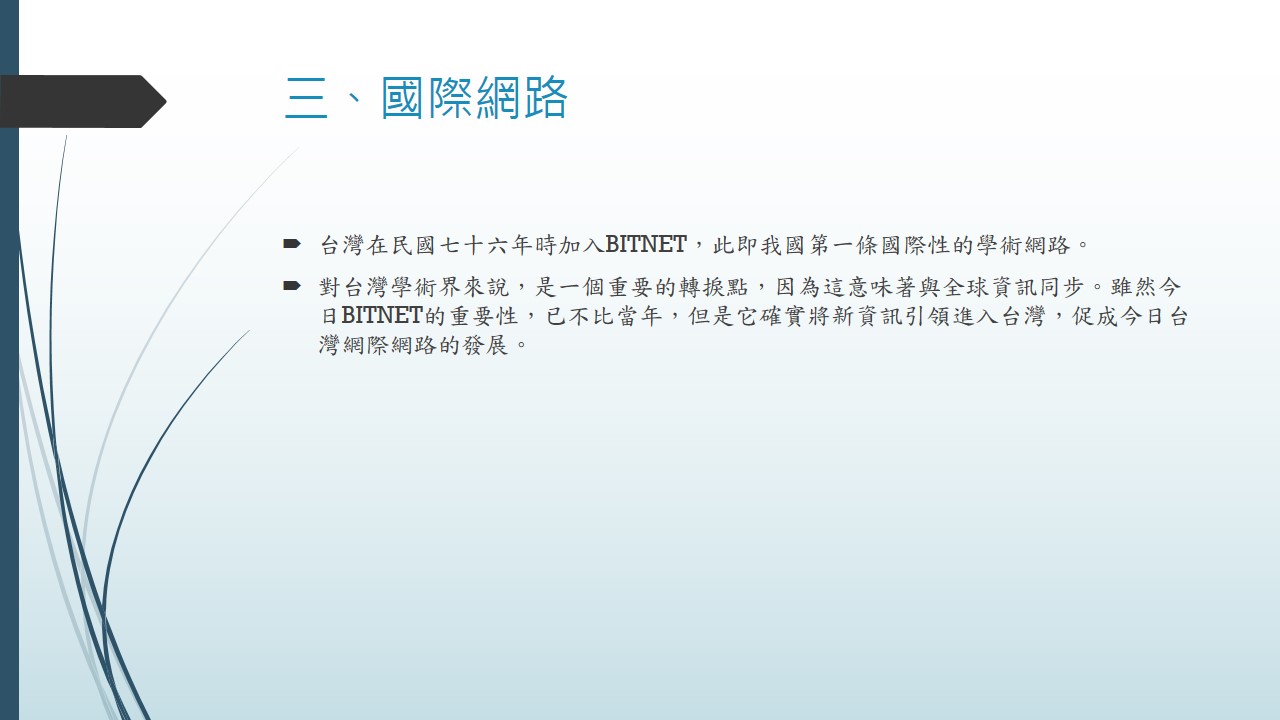 三、國際網路
台灣在民國七十六年時加入BITNET，此即我國第一條國際性的學術網路。
對台灣學術界來說，是一個重要的轉捩點，因為這意味著與全球資訊同步。雖然今
日BITNET的重要性，已不比當年，但是它確實將新資訊引領進入台灣，促成今日台
灣網際網路的發展。